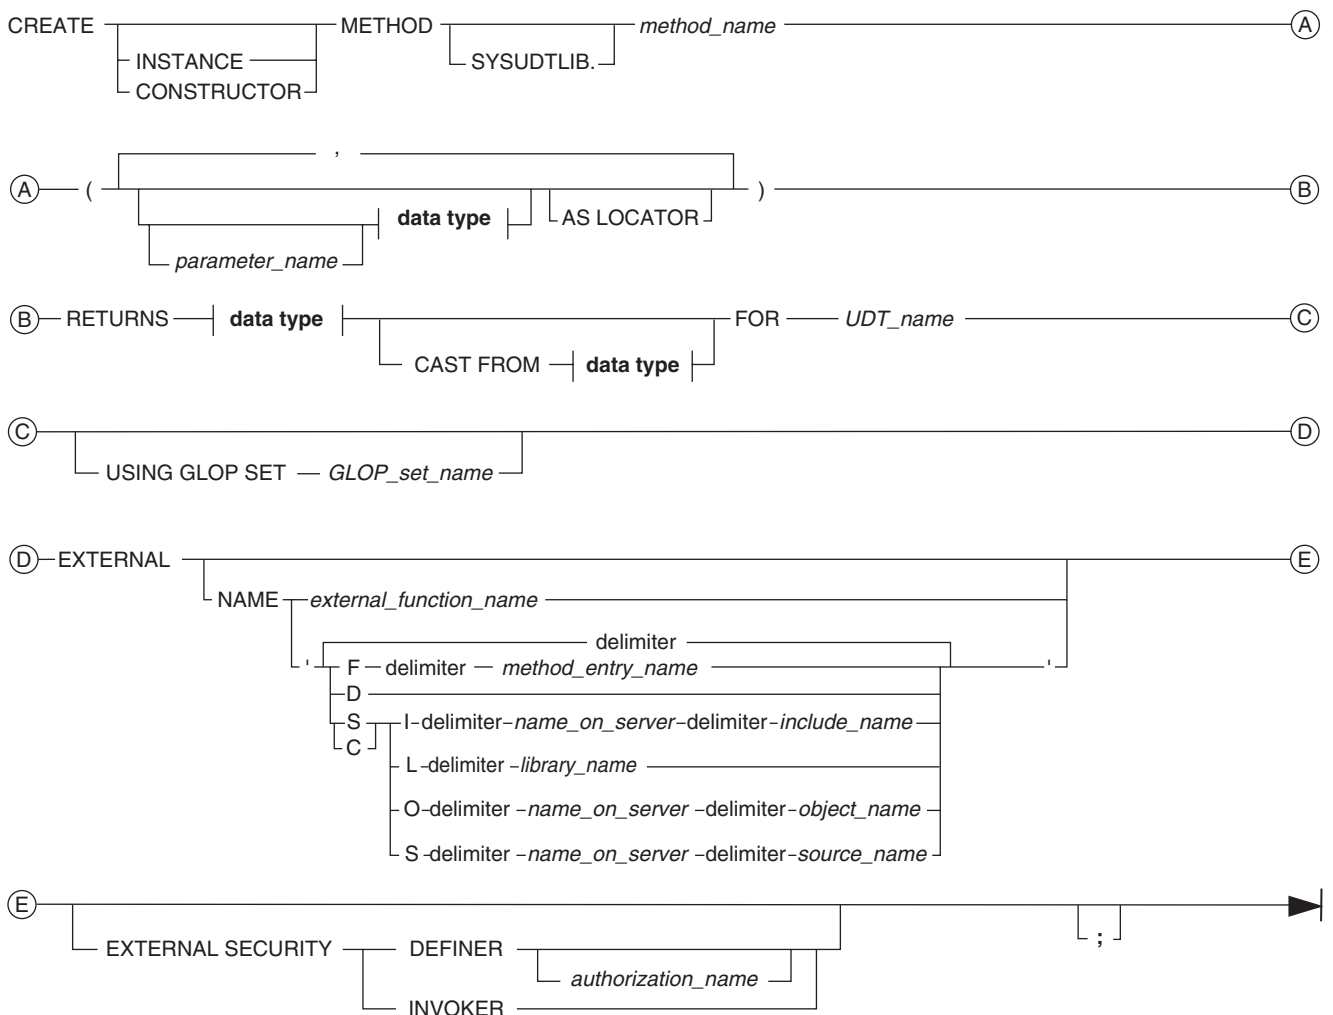 CREATE METHOD method_name A
INSTANCE SYSUDTLIB.
CONSTRUCTOR
,
A ( data type AS LOCATOR ) B
parameter_name
B RETURNS data type FOR UDT_name C
CAST FROM data type
C D
USING GLOP SET GLOP_set_name
D EXTERNAL E
NAME external_function_name
delimiter
' F delimiter method_entry_name '
D
S I-delimiter-name_on_server-delimiter-include_name
C
L-delimiter-library_name
O-delimiter-name_on_server-delimiter-object_name
S-delimiter-name_on_server-delimiter-source_name
E
EXTERNAL SECURITY DEFINER ;
authorization_name
INVOKER